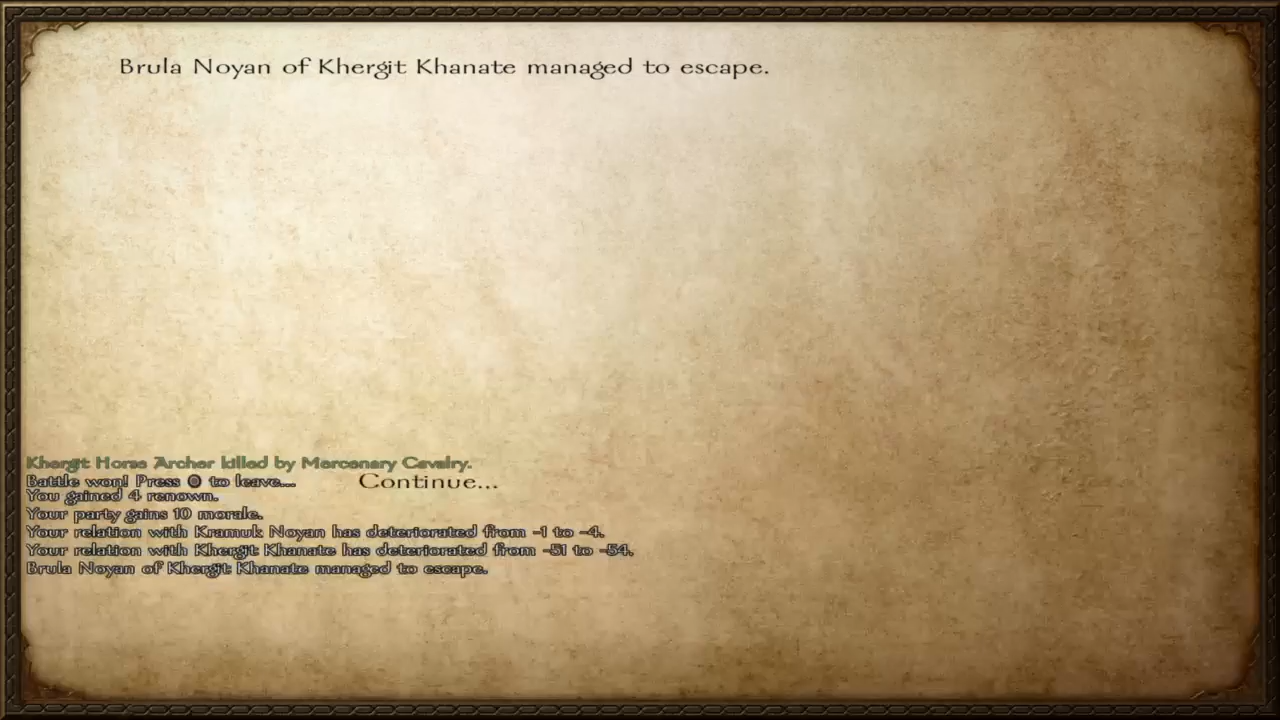 Brula Noyan of Khergit Khanate managed to escape.
Khergit Horse Archer killed by Mercenary Cavalry.
Battle won! Press to leave...
Continue...
You gained 4 renown.
Your party gains 10 morale.
Your relation with Kramuk Noyan has deteriorated from -1 to -4.
Your relation with Khergit Khanate has deteriorated from -51 to -54.
Brula Noyan of Khergit Khanate managed to escape.